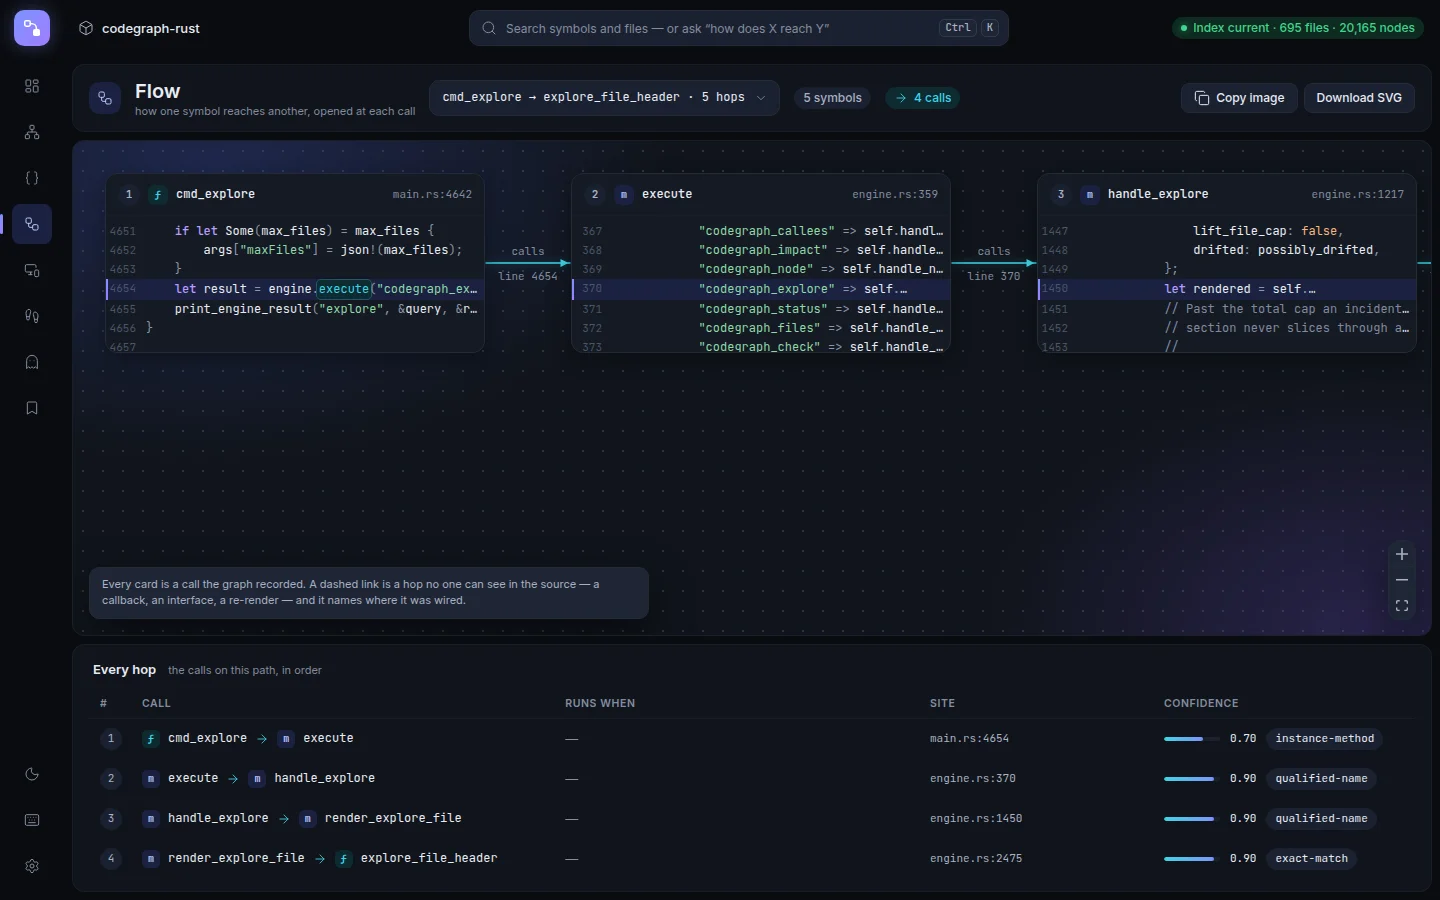 codegraph-rust
Search symbols and files — or ask “how does X reach Y”
Ctrl K
Index current · 695 files · 20,165 nodes
Flow
how one symbol reaches another, opened at each call
cmd_explore → explore_file_header · 5 hops
5 symbols
→ 4 calls
Copy image
Download SVG
1 ƒ cmd_explore main.rs:4642
4651 if let Some(max_files) = max_files {
4652 args["maxFiles"] = json!(max_files);
4653 }
4654 let result = engine.execute("codegraph_ex…
4655 print_engine_result("explore", &query, &r…
4656 }
4657
calls
line 4654
2 m execute engine.rs:359
367 "codegraph_callees" => self.handl…
368 "codegraph_impact" => self.handle…
369 "codegraph_node" => self.handle_n…
370 "codegraph_explore" => self.…
371 "codegraph_status" => self.handle…
372 "codegraph_files" => self.handle_…
373 "codegraph_check" => self.handle_…
calls
line 370
3 m handle_explore engine.rs:1217
1447 lift_file_cap: false,
1448 drifted: possibly_drifted,
1449 };
1450 let rendered = self.…
1451 // Past the total cap an incident…
1452 // section never slices through a…
1453 //
Every card is a call the graph recorded. A dashed link is a hop no one can see in the source — a
callback, an interface, a re-render — and it names where it was wired.
Every hop the calls on this path, in order
# CALL RUNS WHEN SITE CONFIDENCE
1 ƒ cmd_explore → m execute — main.rs:4654 0.70 instance-method
2 m execute → m handle_explore — engine.rs:370 0.90 qualified-name
3 m handle_explore → m render_explore_file — engine.rs:1450 0.90 qualified-name
4 m render_explore_file → ƒ explore_file_header — engine.rs:2475 0.90 exact-match